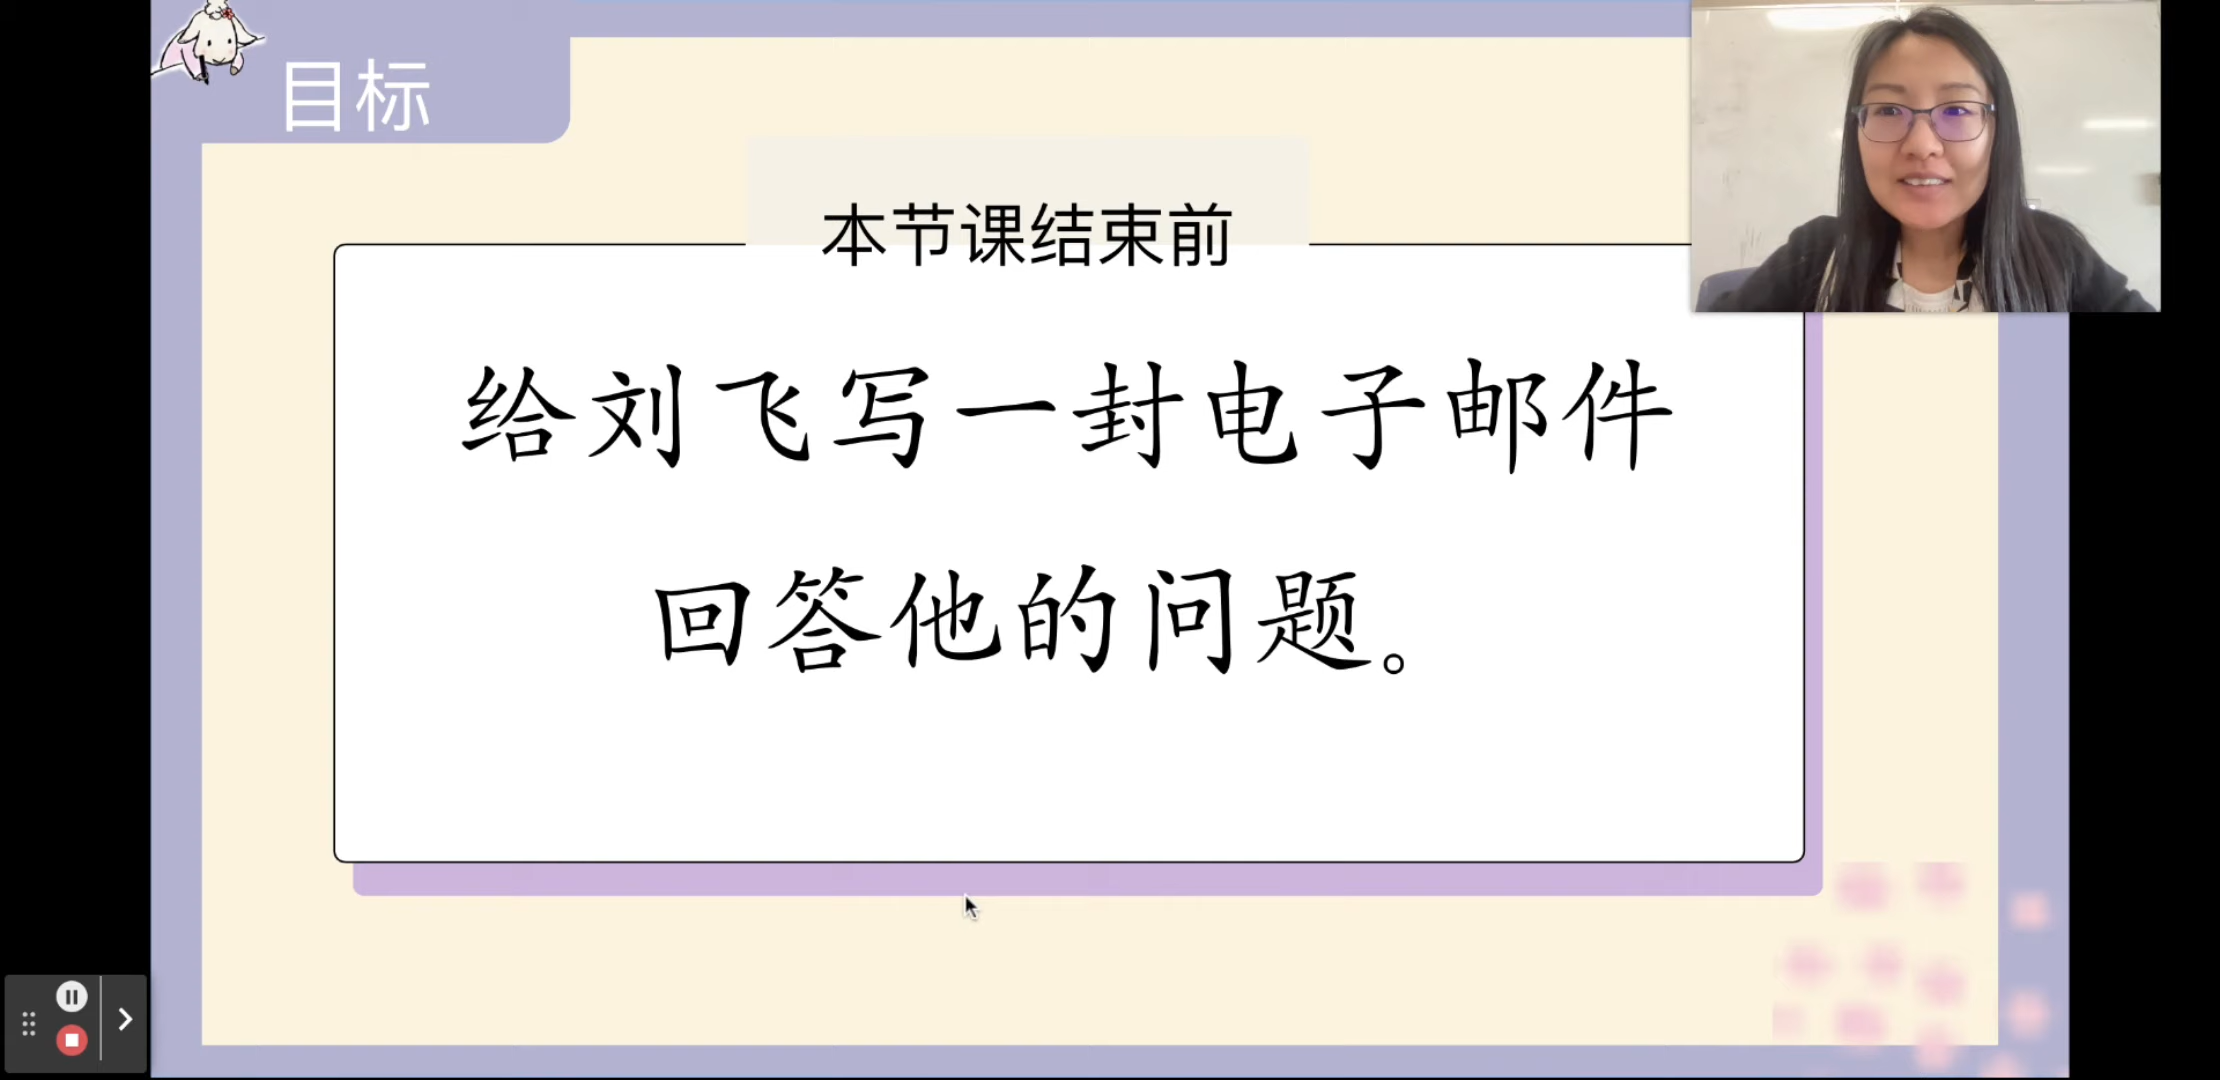 目标
本节课结束前
给刘飞写一封电子邮件
回答他的问题。